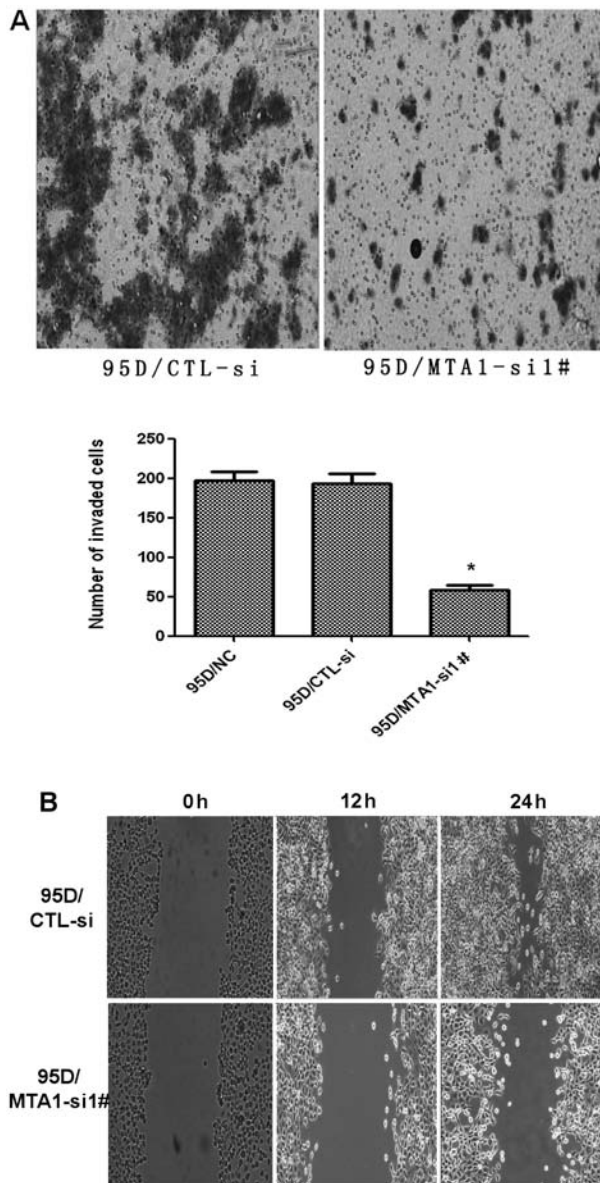 A
95D/CTL-si 95D/MTA1-si1#
Number of invaded cells
250
200
150
100
50
0
*
95D/NC
95D/CTL-si
95D/MTA1-si1#
B
0h 12h 24h
95D/
CTL-si
95D/
MTA1-si1#